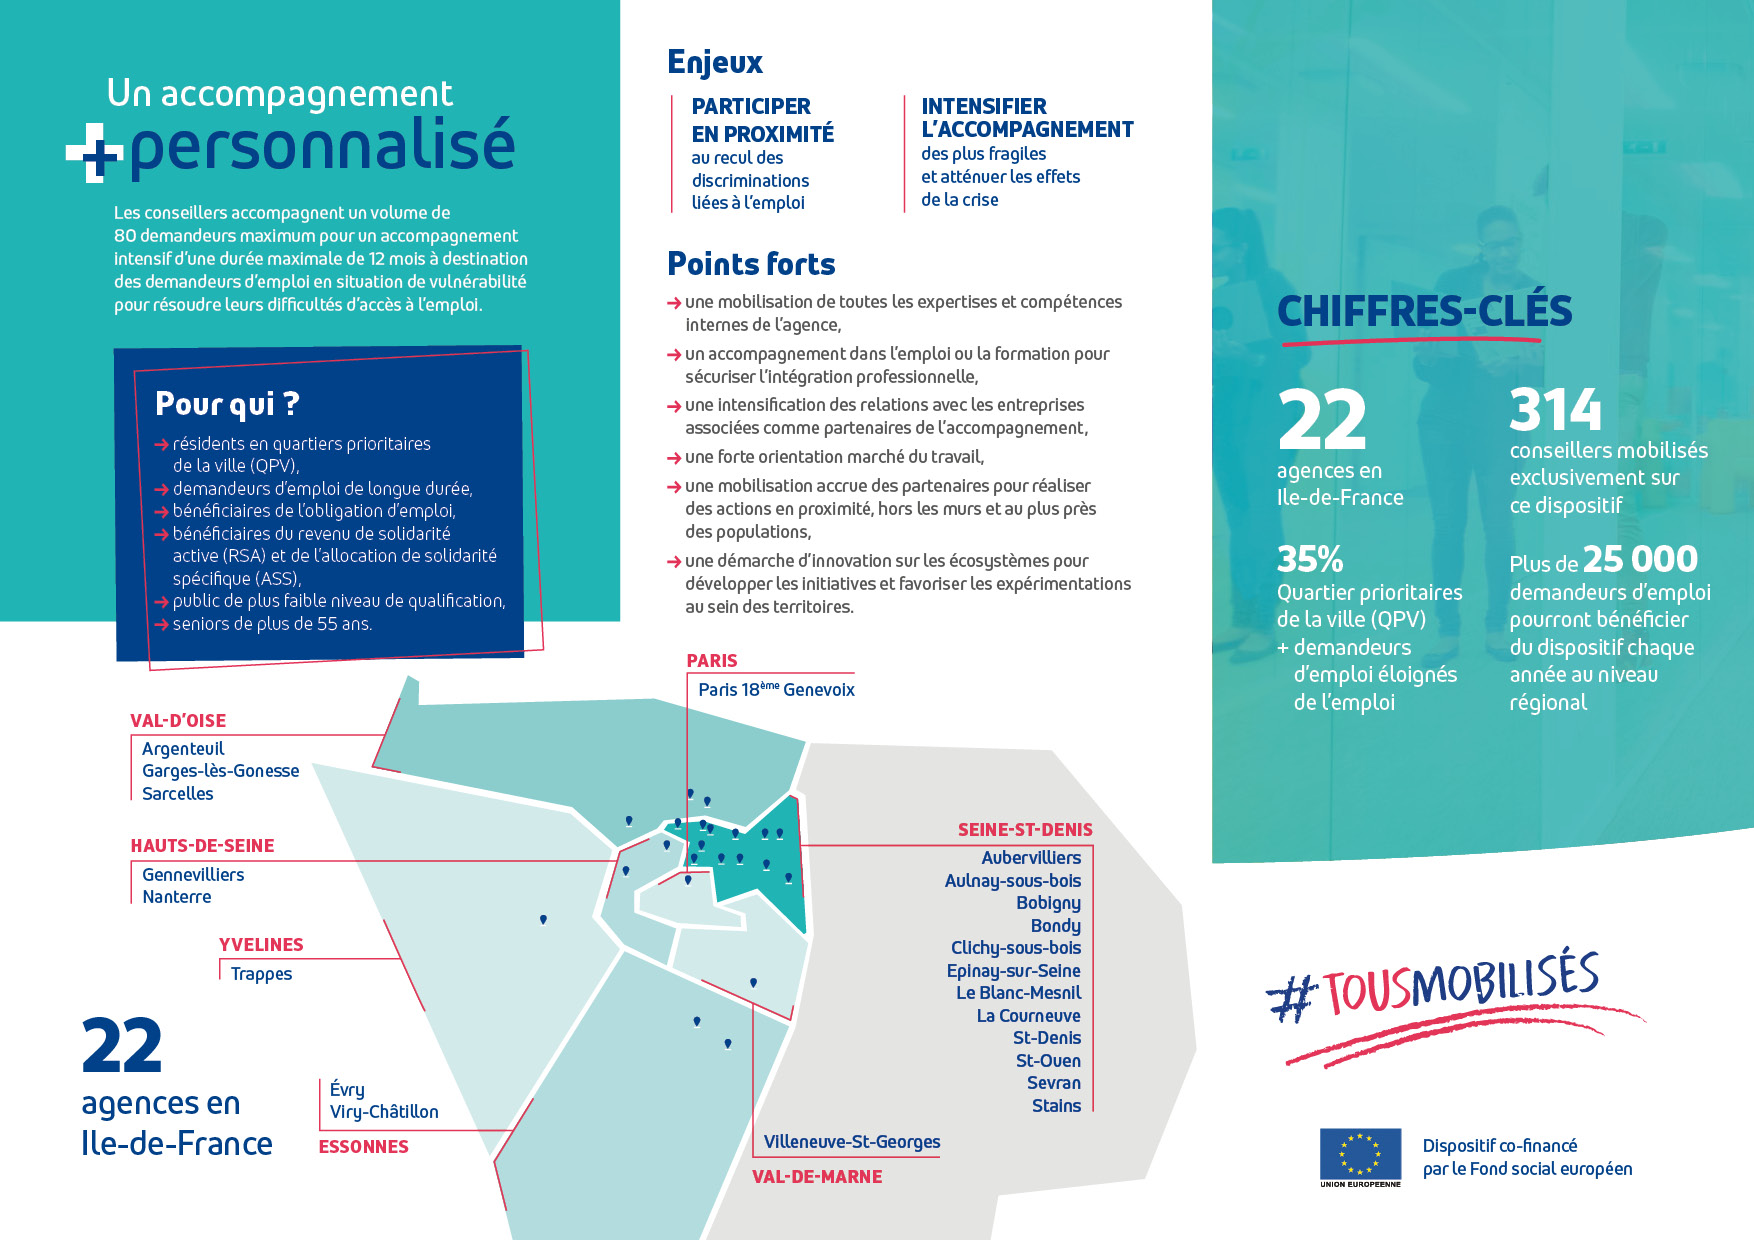 Un accompagnement
+ personnalisé
Les conseillers accompagnent un volume de
80 demandeurs maximum pour un accompagnement
intensif d'une durée maximale de 12 mois à destination
des demandeurs d'emploi en situation de vulnérabilité
pour résoudre leurs difficultés d'accès à l'emploi.
Pour qui ?
→ résidents en quartiers prioritaires
de la ville (QPV),
→ demandeurs d'emploi de longue durée,
→ bénéficiaires de l'obligation d'emploi,
→ bénéficiaires du revenu de solidarité
active (RSA) et de l'allocation de solidarité
spécifique (ASS),
→ public de plus faible niveau de qualification,
→ seniors de plus de 55 ans.
Enjeux
PARTICIPER
EN PROXIMITÉ
au recul des
discriminations
liées à l'emploi
INTENSIFIER
L'ACCOMPAGNEMENT
des plus fragiles
et atténuer les effets
de la crise
Points forts
→ une mobilisation de toutes les expertises et compétences
internes de l'agence,
→ un accompagnement dans l'emploi ou la formation pour
sécuriser l'intégration professionnelle,
→ une intensification des relations avec les entreprises
associées comme partenaires de l'accompagnement,
→ une forte orientation marché du travail,
→ une mobilisation accrue des partenaires pour réaliser
des actions en proximité, hors les murs et au plus près
des populations,
→ une démarche d'innovation sur les écosystèmes pour
développer les initiatives et favoriser les expérimentations
au sein des territoires.
CHIFFRES-CLÉS
22
agences en
Ile-de-France
314
conseillers mobilisés
exclusivement sur
ce dispositif
35%
Quartier prioritaires
de la ville (QPV)
+ demandeurs
d'emploi éloignés
de l'emploi
Plus de 25 000
demandeurs d'emploi
pourront bénéficier
du dispositif chaque
année au niveau
régional
PARIS
Paris 18ème Genevoix
VAL-D'OISE
Argenteuil
Garges-lès-Gonesse
Sarcelles
HAUTS-DE-SEINE
Gennevilliers
Nanterre
YVELINES
Trappes
22
agences en
Ile-de-France
Évry
Viry-Châtillon
ESSONNES
SEINE-ST-DENIS
Aubervilliers
Aulnay-sous-bois
Bobigny
Bondy
Clichy-sous-bois
Epinay-sur-Seine
Le Blanc-Mesnil
La Courneuve
St-Denis
St-Ouen
Sevran
Stains
Villeneuve-St-Georges
VAL-DE-MARNE
#TOUSMOBILISÉS
UNION EUROPEENNE
Dispositif co-financé
par le Fond social européen